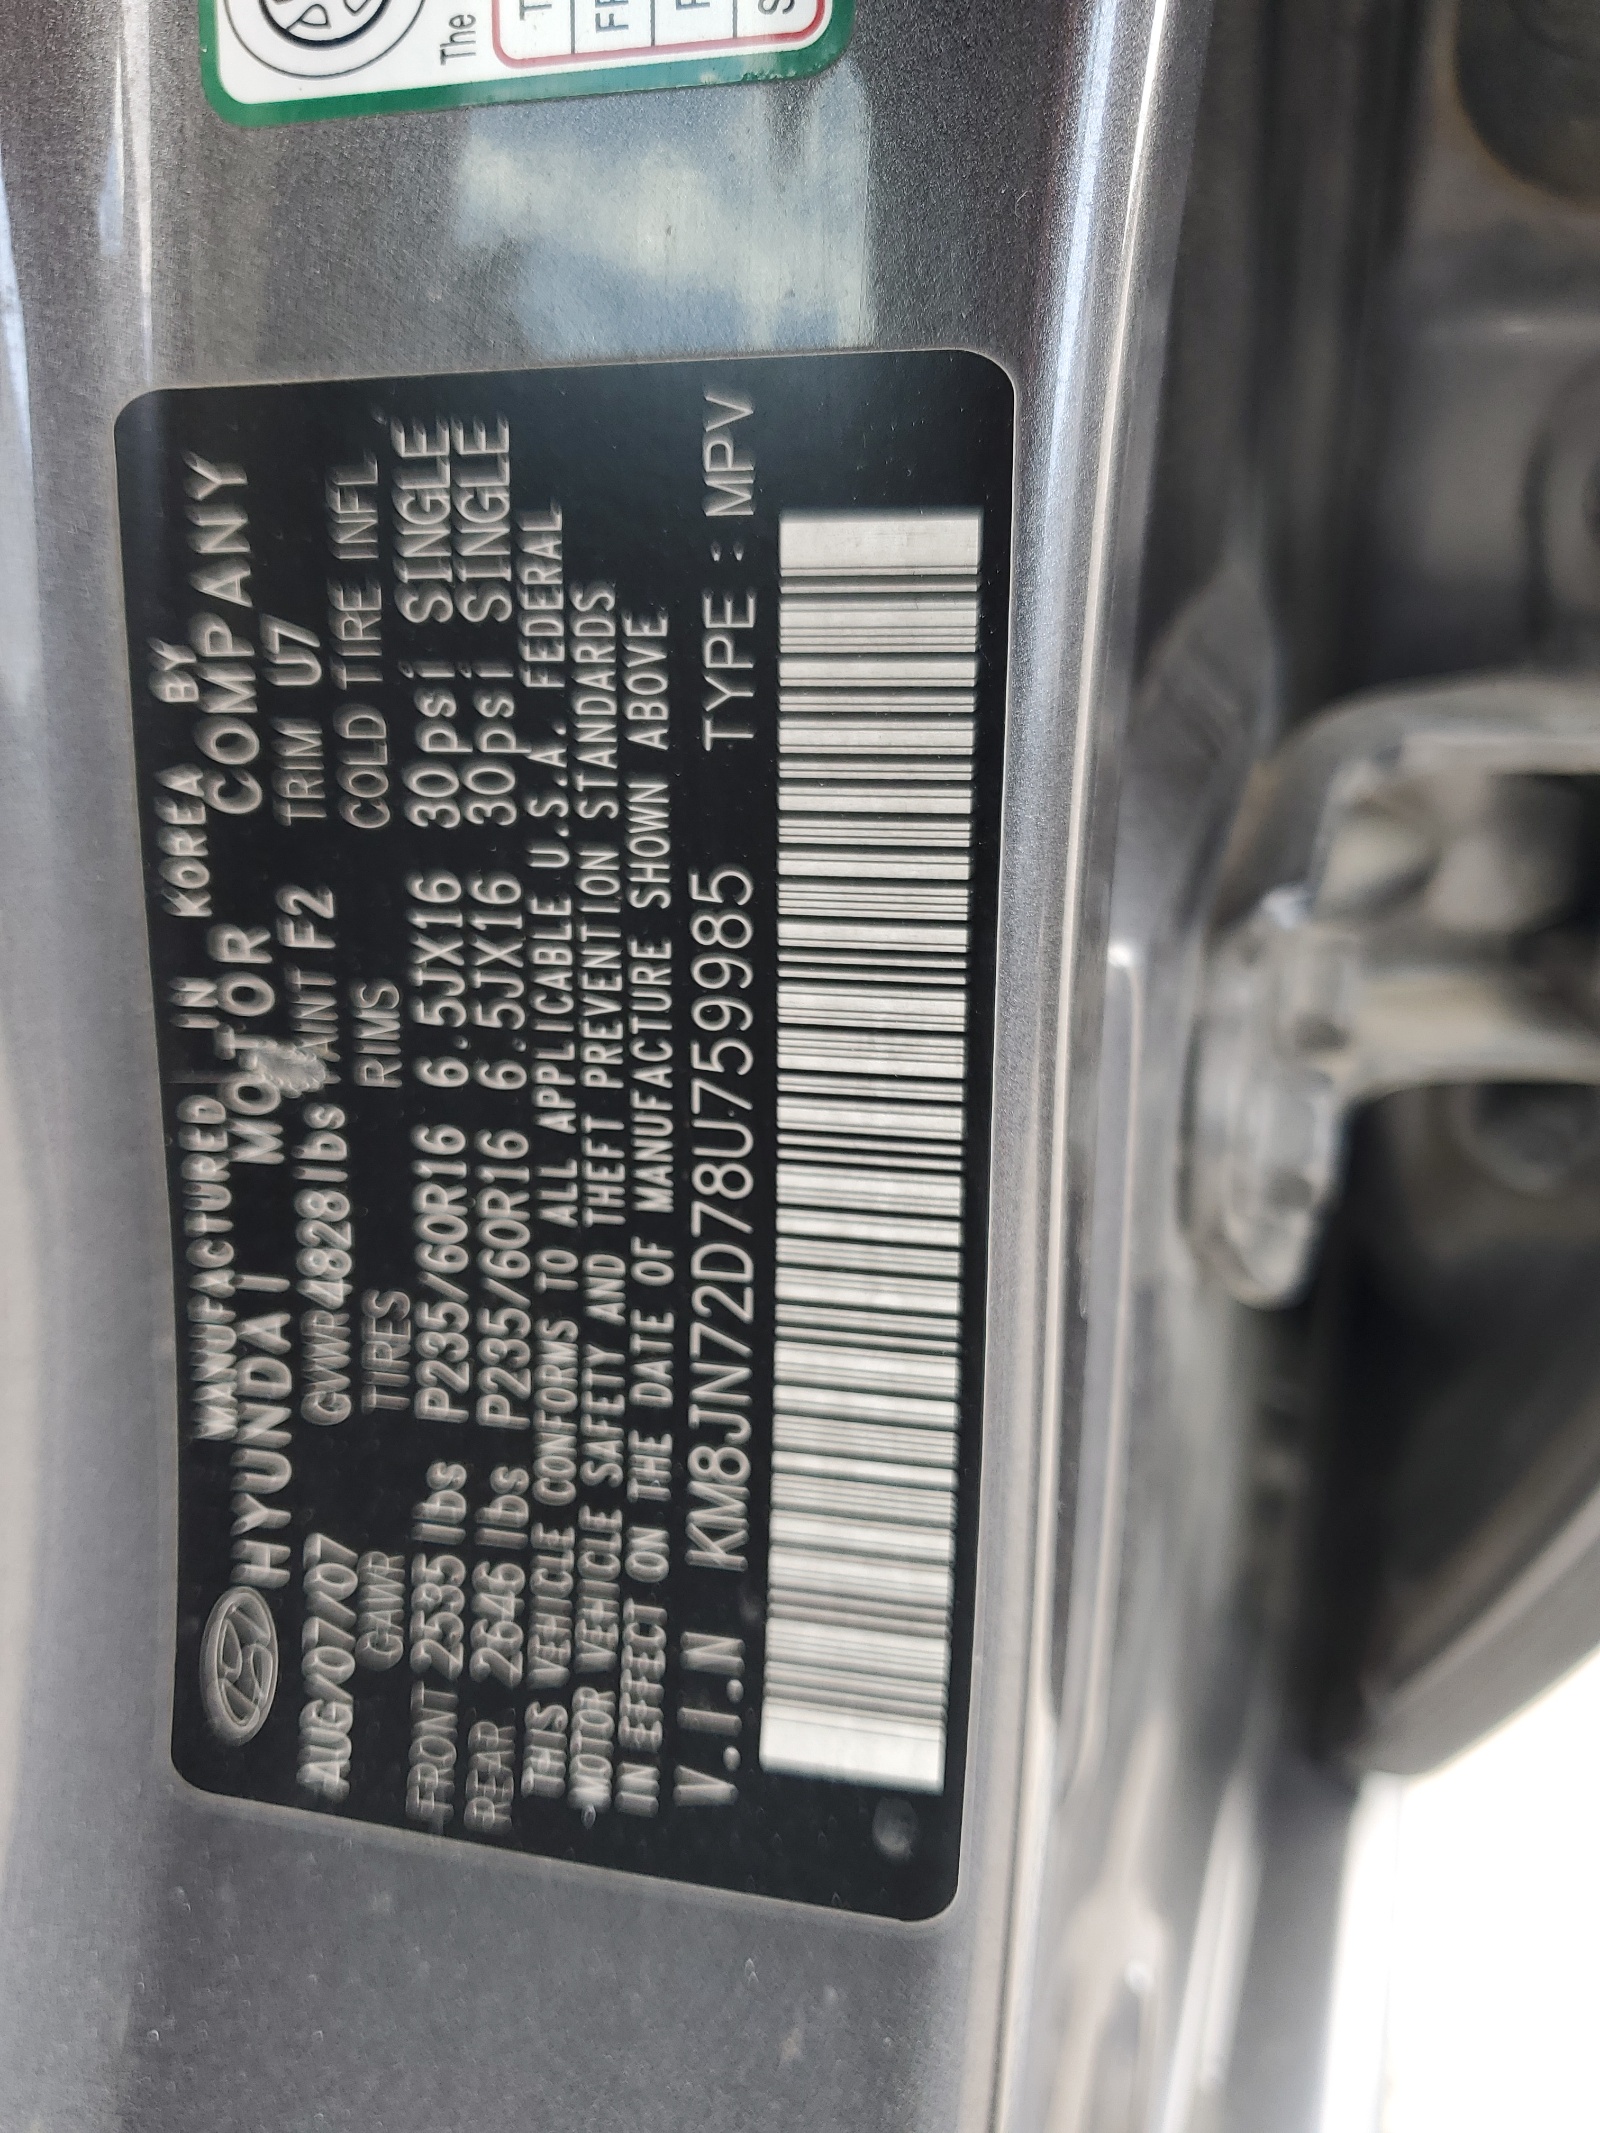 The
MANUFACTURED IN KOREA BY
HYUNDAI MOTOR COMPANY
AUG/07/07 GVWR 4828 lbs PAINT F2 TRIM U7
GAWR TIRES RIMS COLD TIRE INFL
FRONT 2535 lbs P235/60R16 6.5JX16 30psi SINGLE
REAR 2646 lbs P235/60R16 6.5JX16 30psi SINGLE
THIS VEHICLE CONFORMS TO ALL APPLICABLE U.S.A. FEDERAL
MOTOR VEHICLE SAFETY AND THEFT PREVENTION STANDARDS
IN EFFECT ON THE DATE OF MANUFACTURE SHOWN ABOVE
V.I.N KM8JN72D78U759985 TYPE : MPV